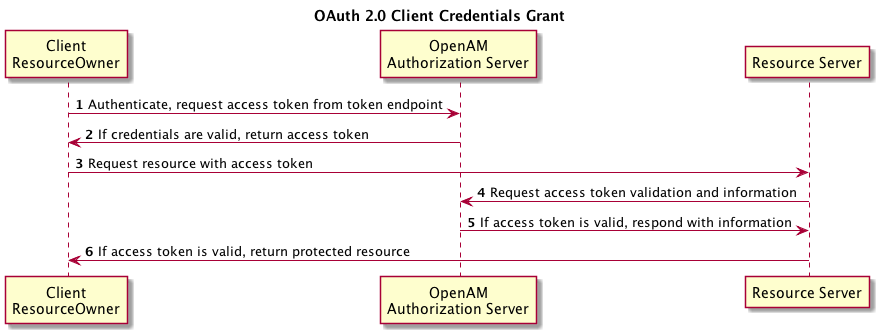 OAuth 2.0 Client Credentials Grant
Client
ResourceOwner
OpenAM
Authorization Server
Resource Server
1 Authenticate, request access token from token endpoint
2 If credentials are valid, return access token
3 Request resource with access token
4 Request access token validation and information
5 If access token is valid, respond with information
6 If access token is valid, return protected resource
Client
ResourceOwner
OpenAM
Authorization Server
Resource Server